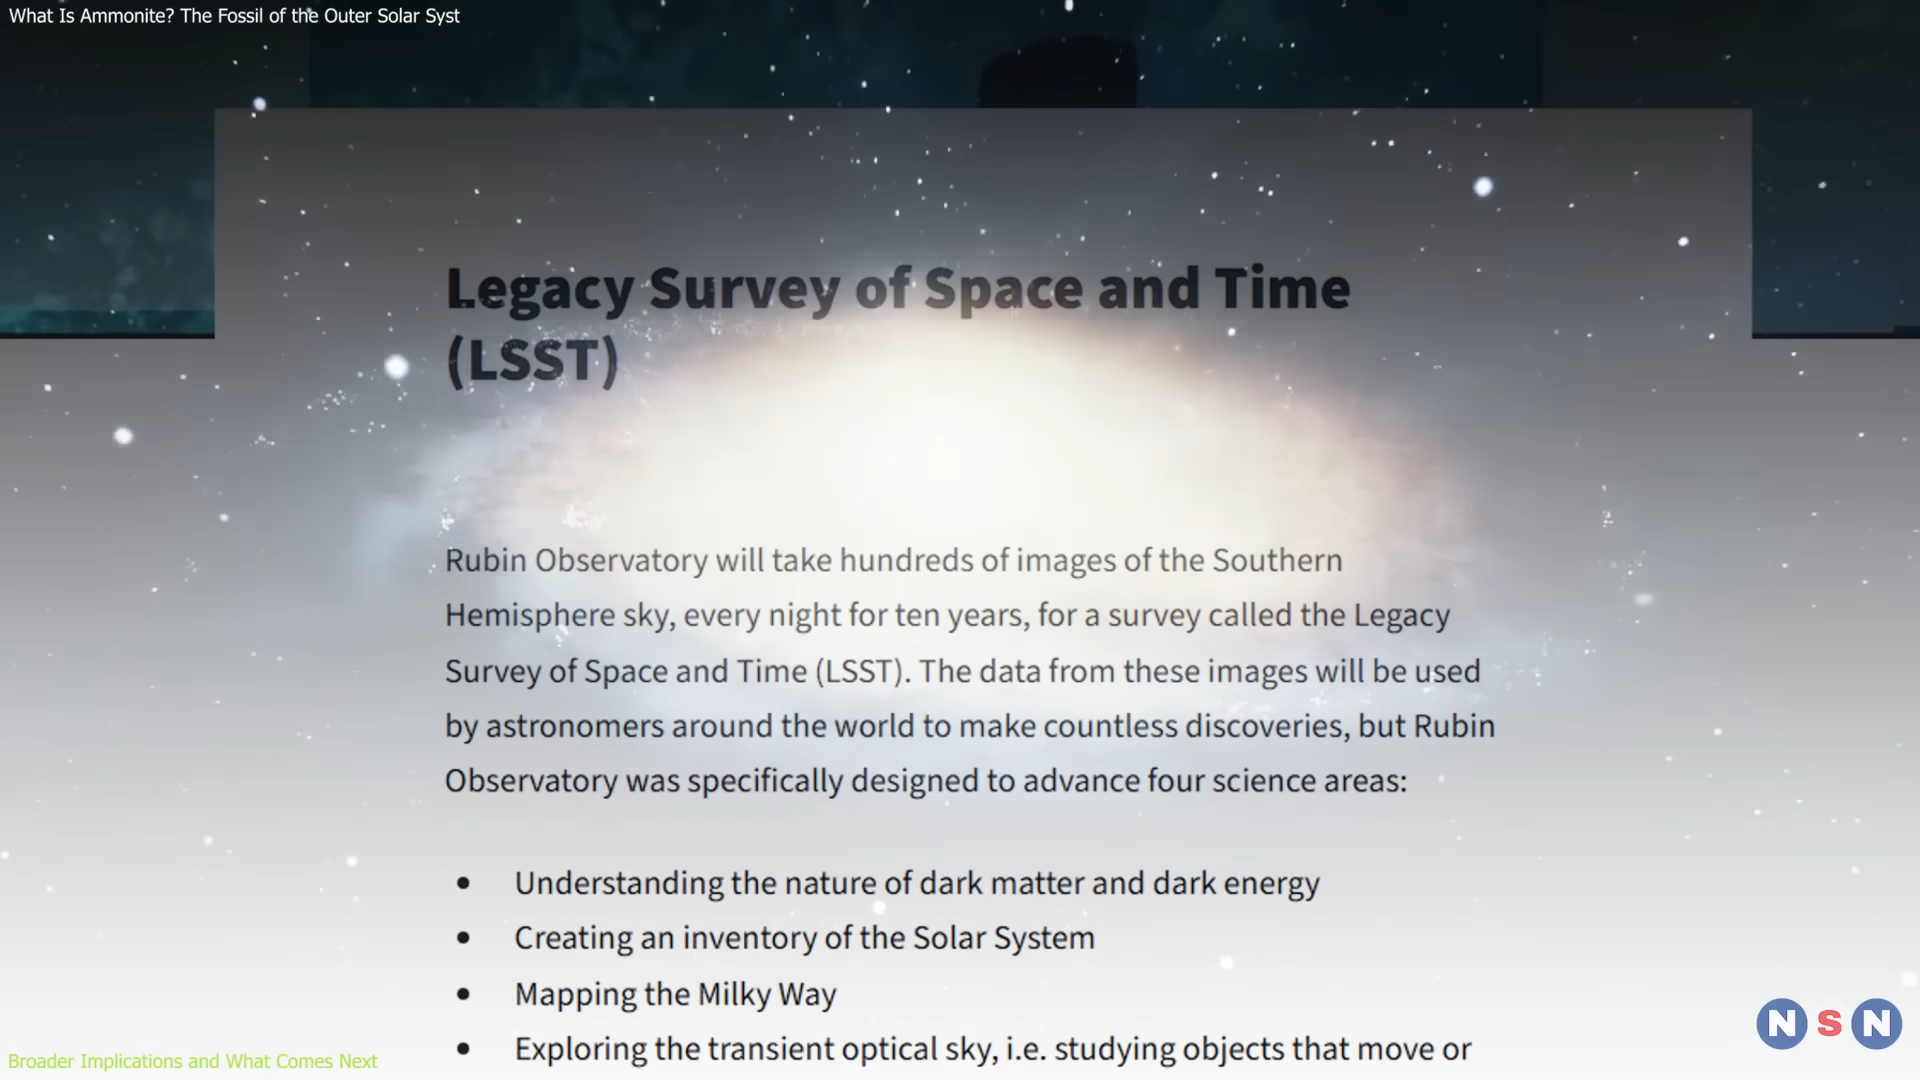 What Is Ammonite? The Fossil of the Outer Solar Syst
Legacy Survey of Space and Time
(LSST)
Rubin Observatory will take hundreds of images of the Southern
Hemisphere sky, every night for ten years, for a survey called the Legacy
Survey of Space and Time (LSST). The data from these images will be used
by astronomers around the world to make countless discoveries, but Rubin
Observatory was specifically designed to advance four science areas:
• Understanding the nature of dark matter and dark energy
• Creating an inventory of the Solar System
• Mapping the Milky Way
• Exploring the transient optical sky, i.e. studying objects that move or
NSN
Broader Implications and What Comes Next